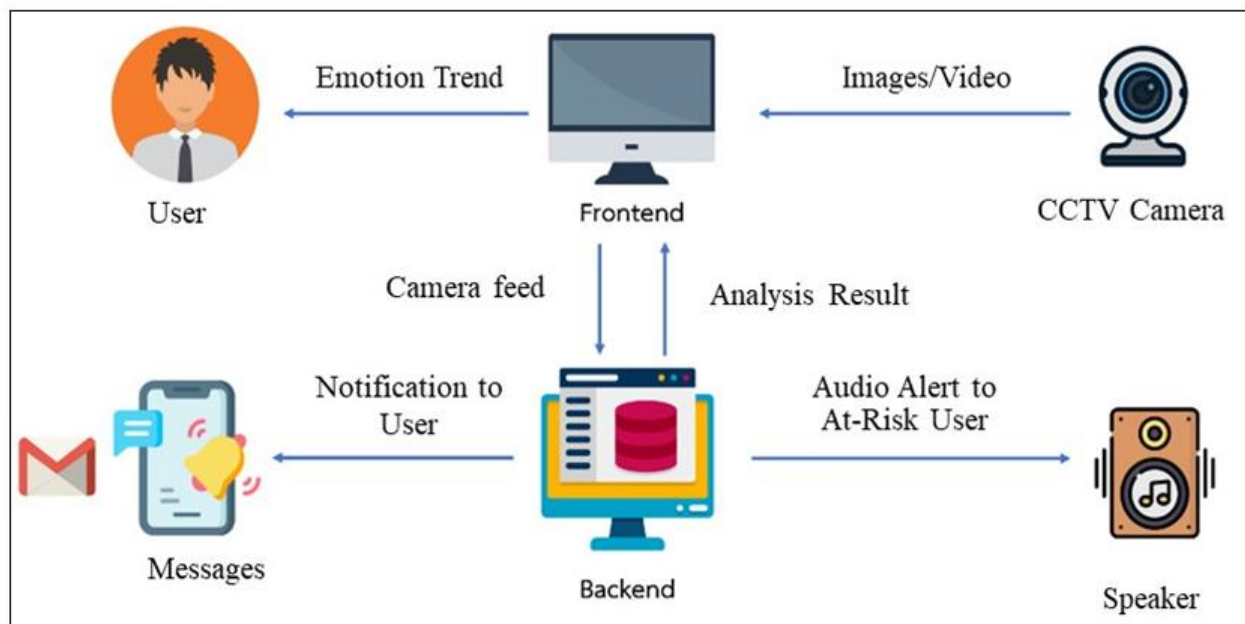 Emotion Trend
Images/Video
User
Frontend
CCTV Camera
Camera feed
Analysis Result
Notification to
User
Audio Alert to
At-Risk User
Messages
Backend
Speaker